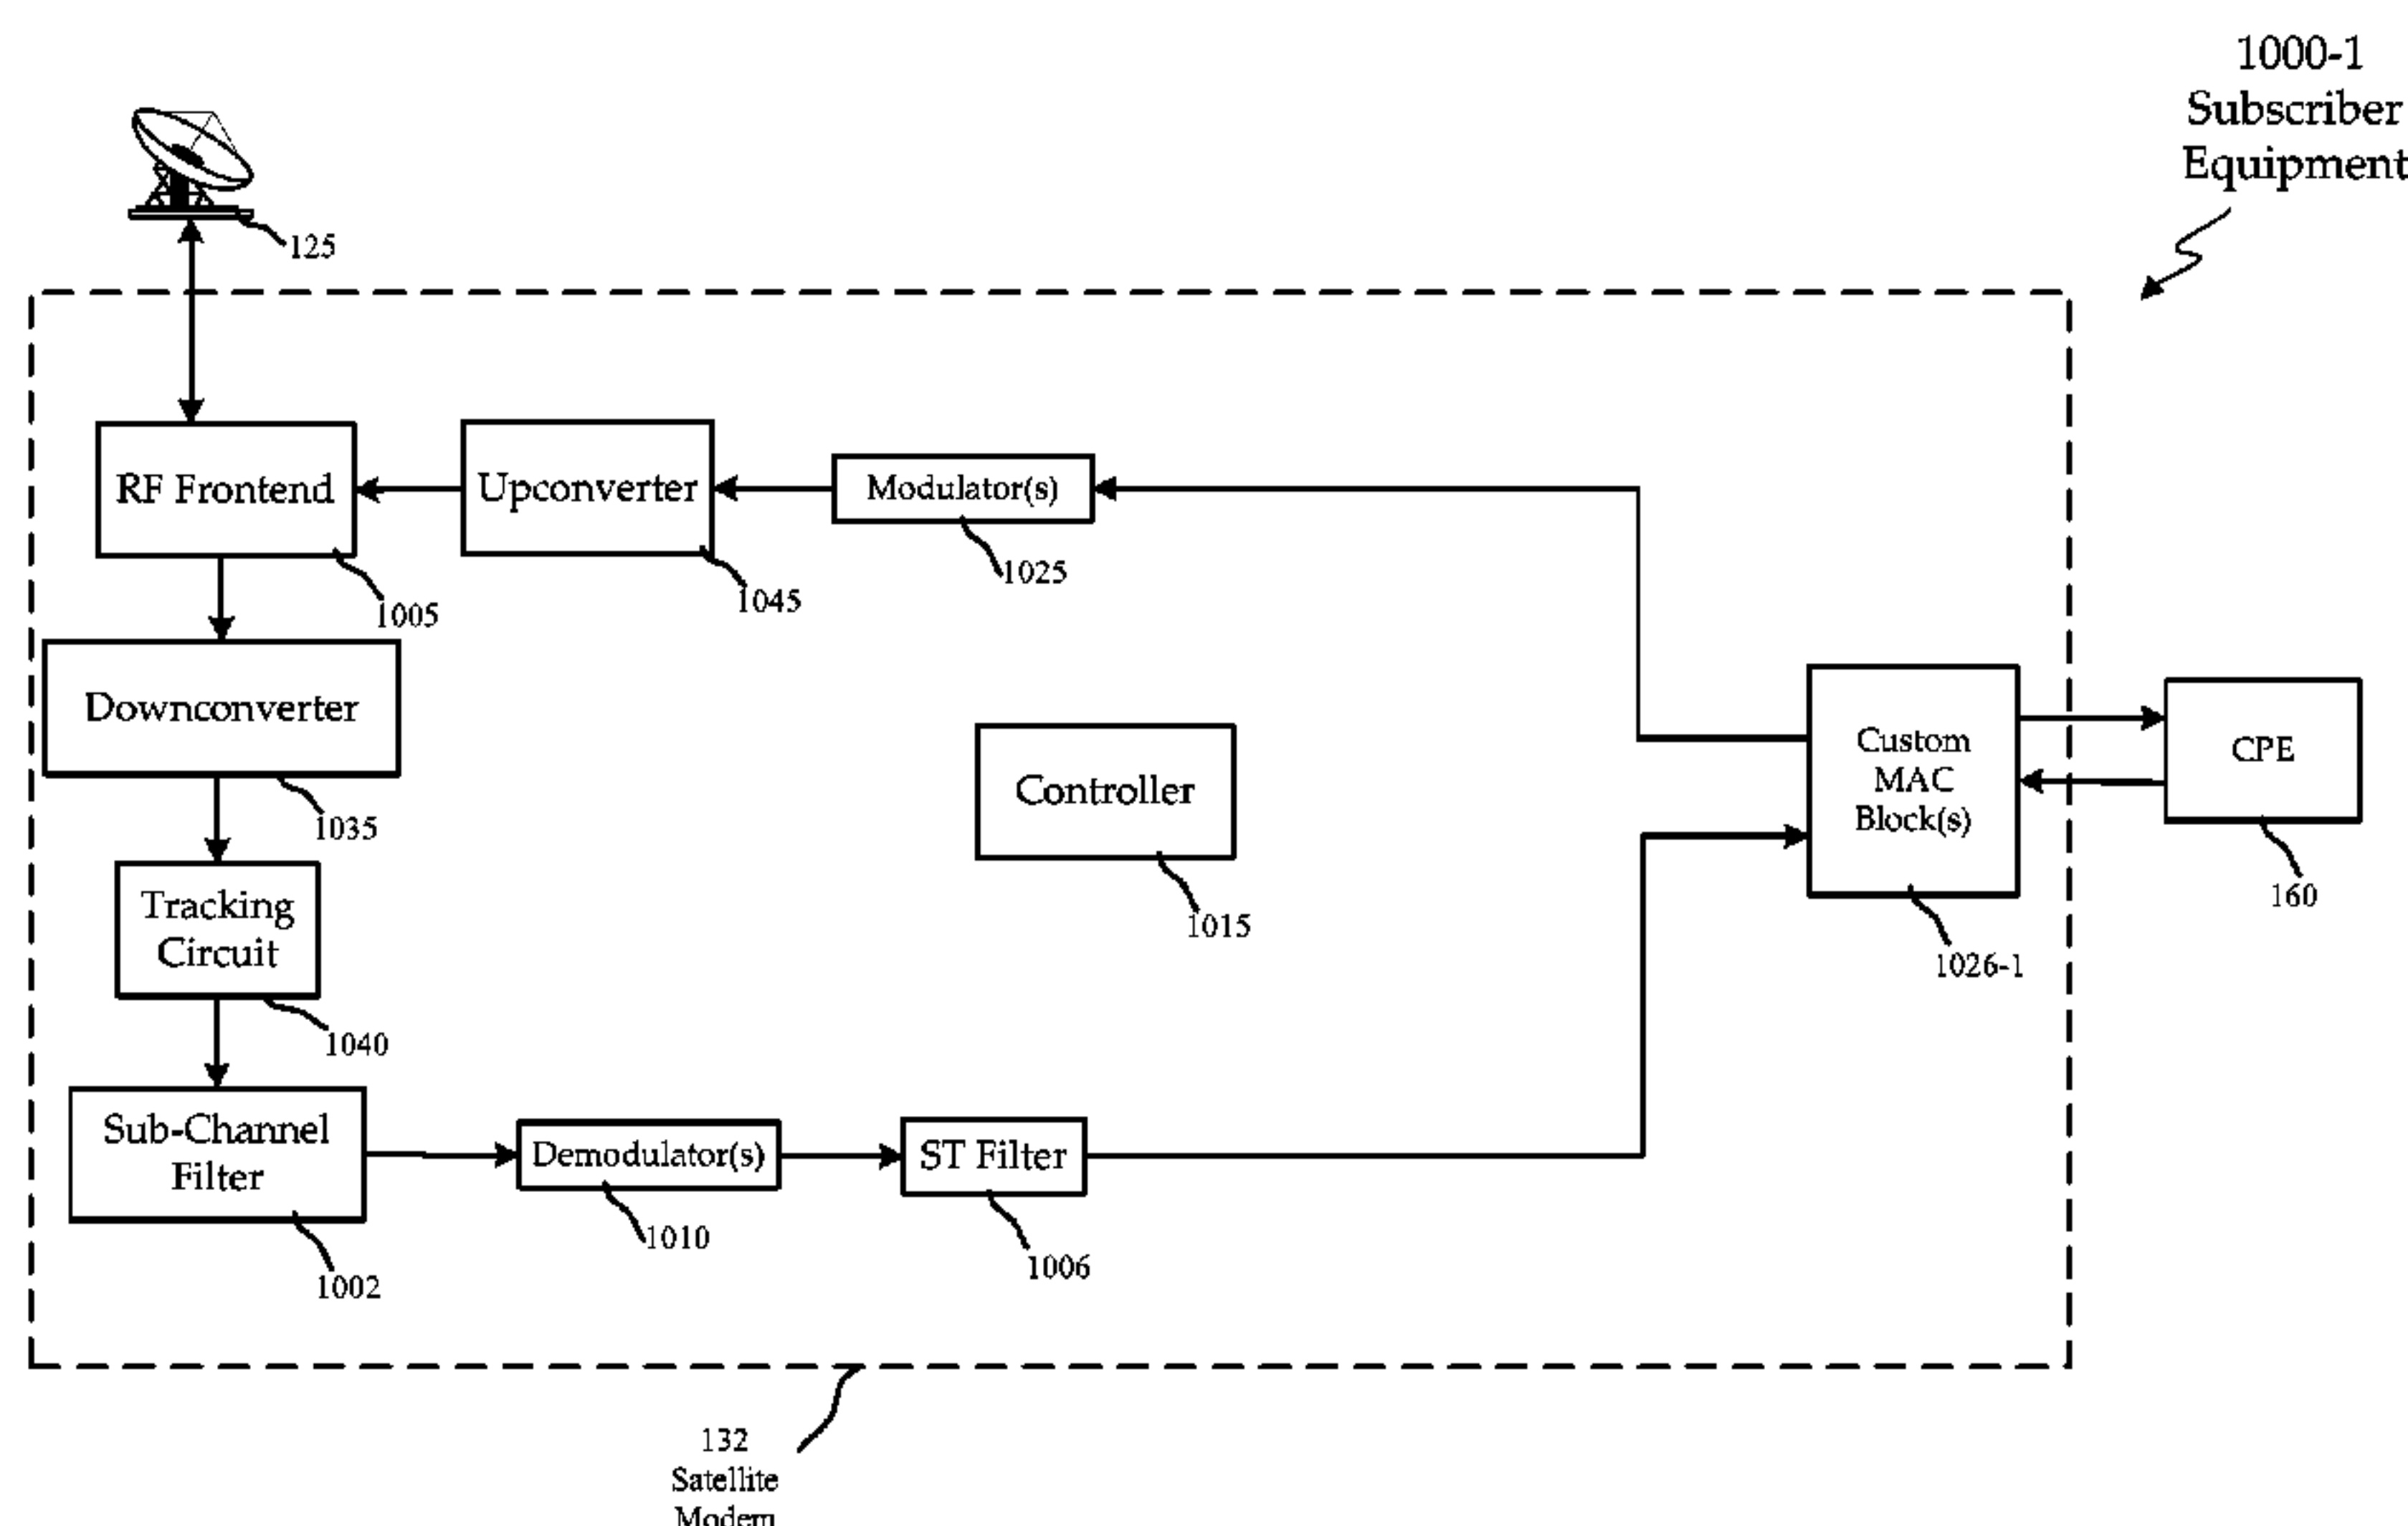 1000-1
Subscriber
Equipment
125
RF Frontend
Upconverter
Modulator(s)
1025
1045
1005
Downconverter
Custom
MAC
Block(s)
CPE
Controller
1035
160
Tracking
Circuit
1015
1026-1
1040
Sub-Channel
Filter
Demodulator(s)
ST Filter
1010
1006
1002
132
Satellite
Modem